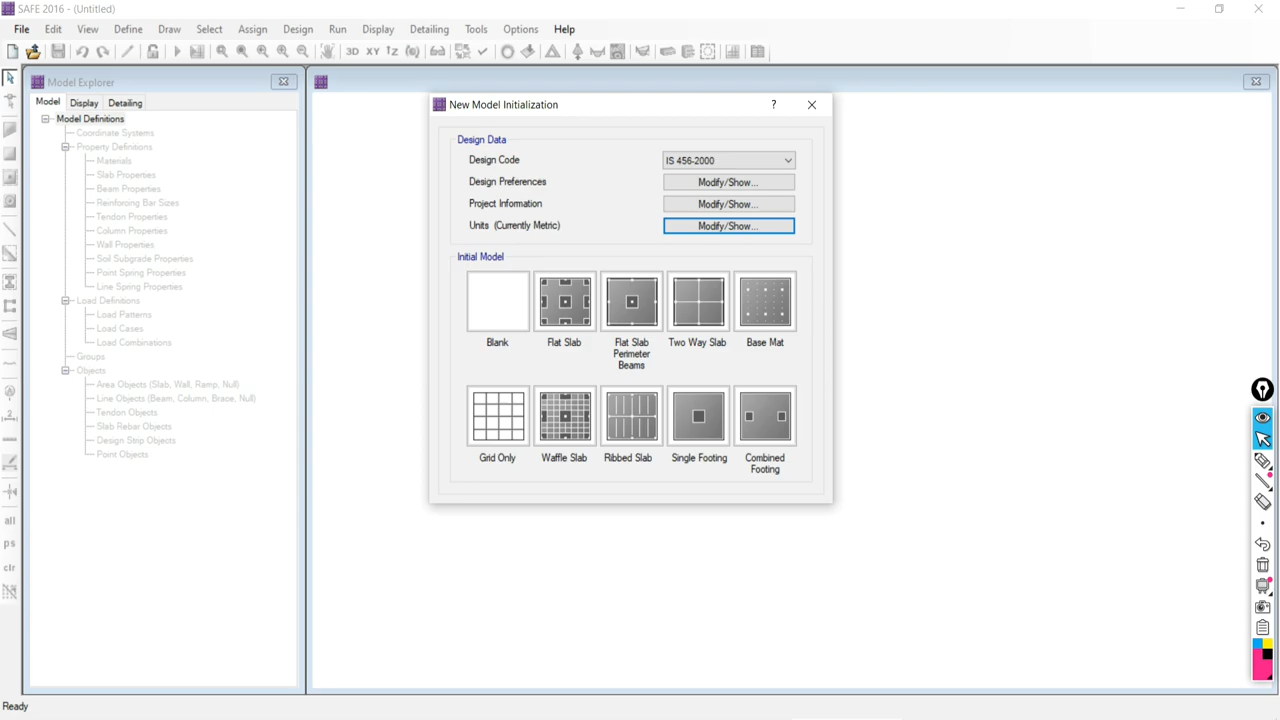 SAFE 2016 - (Untitled)
File Edit View Define Draw Select Assign Design Run Display Detailing Tools Options Help
3D XY
Model Explorer
Model Display Detailing
Model Definitions
Coordinate Systems
Property Definitions
Materials
Slab Properties
Beam Properties
Reinforcing Bar Sizes
Tendon Properties
Column Properties
Wall Properties
Soil Subgrade Properties
Point Spring Properties
Line Spring Properties
Load Definitions
Load Patterns
Load Cases
Load Combinations
Groups
Objects
Area Objects (Slab, Wall, Ramp, Null)
Line Objects (Beam, Column, Brace, Null)
Tendon Objects
Slab Rebar Objects
Design Strip Objects
Point Objects
all
ps
clr
New Model Initialization ?
Design Data
Design Code IS 456-2000
Design Preferences Modify/Show...
Project Information Modify/Show...
Units (Currently Metric) Modify/Show...
Initial Model
Blank Flat Slab Flat Slab Perimeter Beams Two Way Slab Base Mat
Grid Only Waffle Slab Ribbed Slab Single Footing Combined Footing
Ready